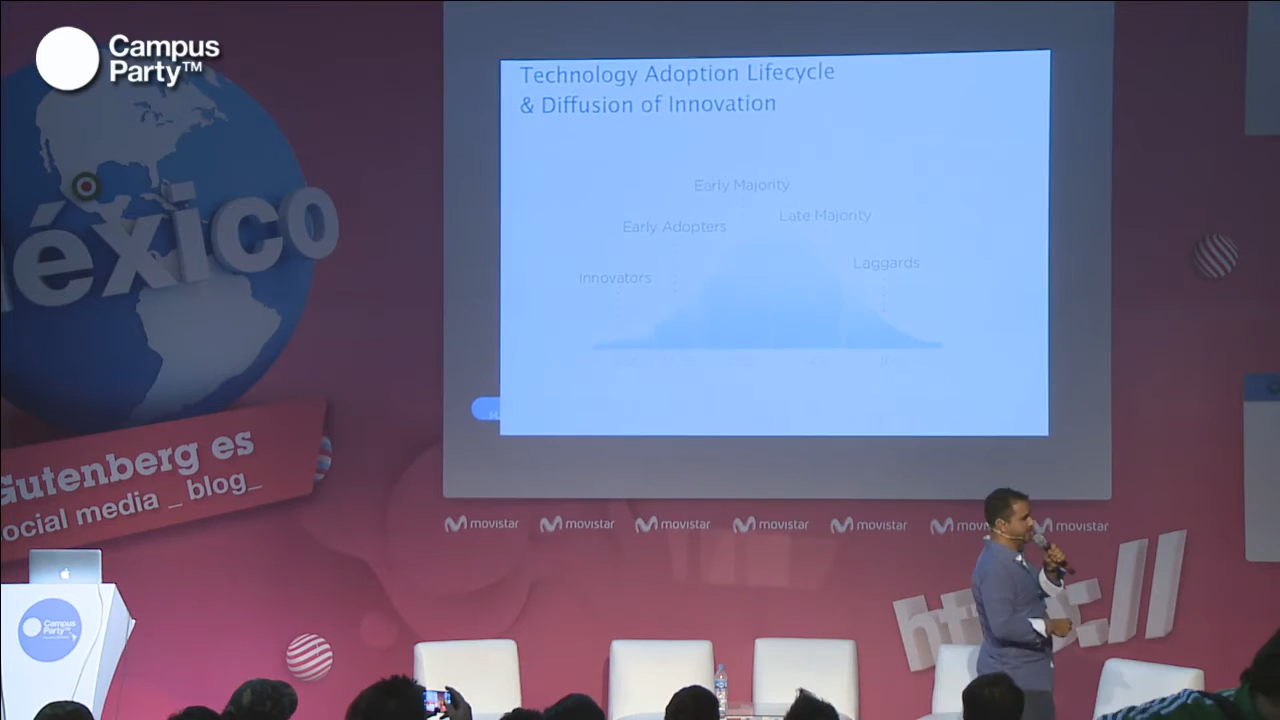 Campus
Party™
Technology Adoption Lifecycle
& Diffusion of Innovation
Early Majority
Late Majority
Early Adopters
Laggards
Innovators
éxico
Gutenberg es
ocial media _ blog_
movistar
movistar
movistar
movistar
movistar
movistar
Campus
Party™